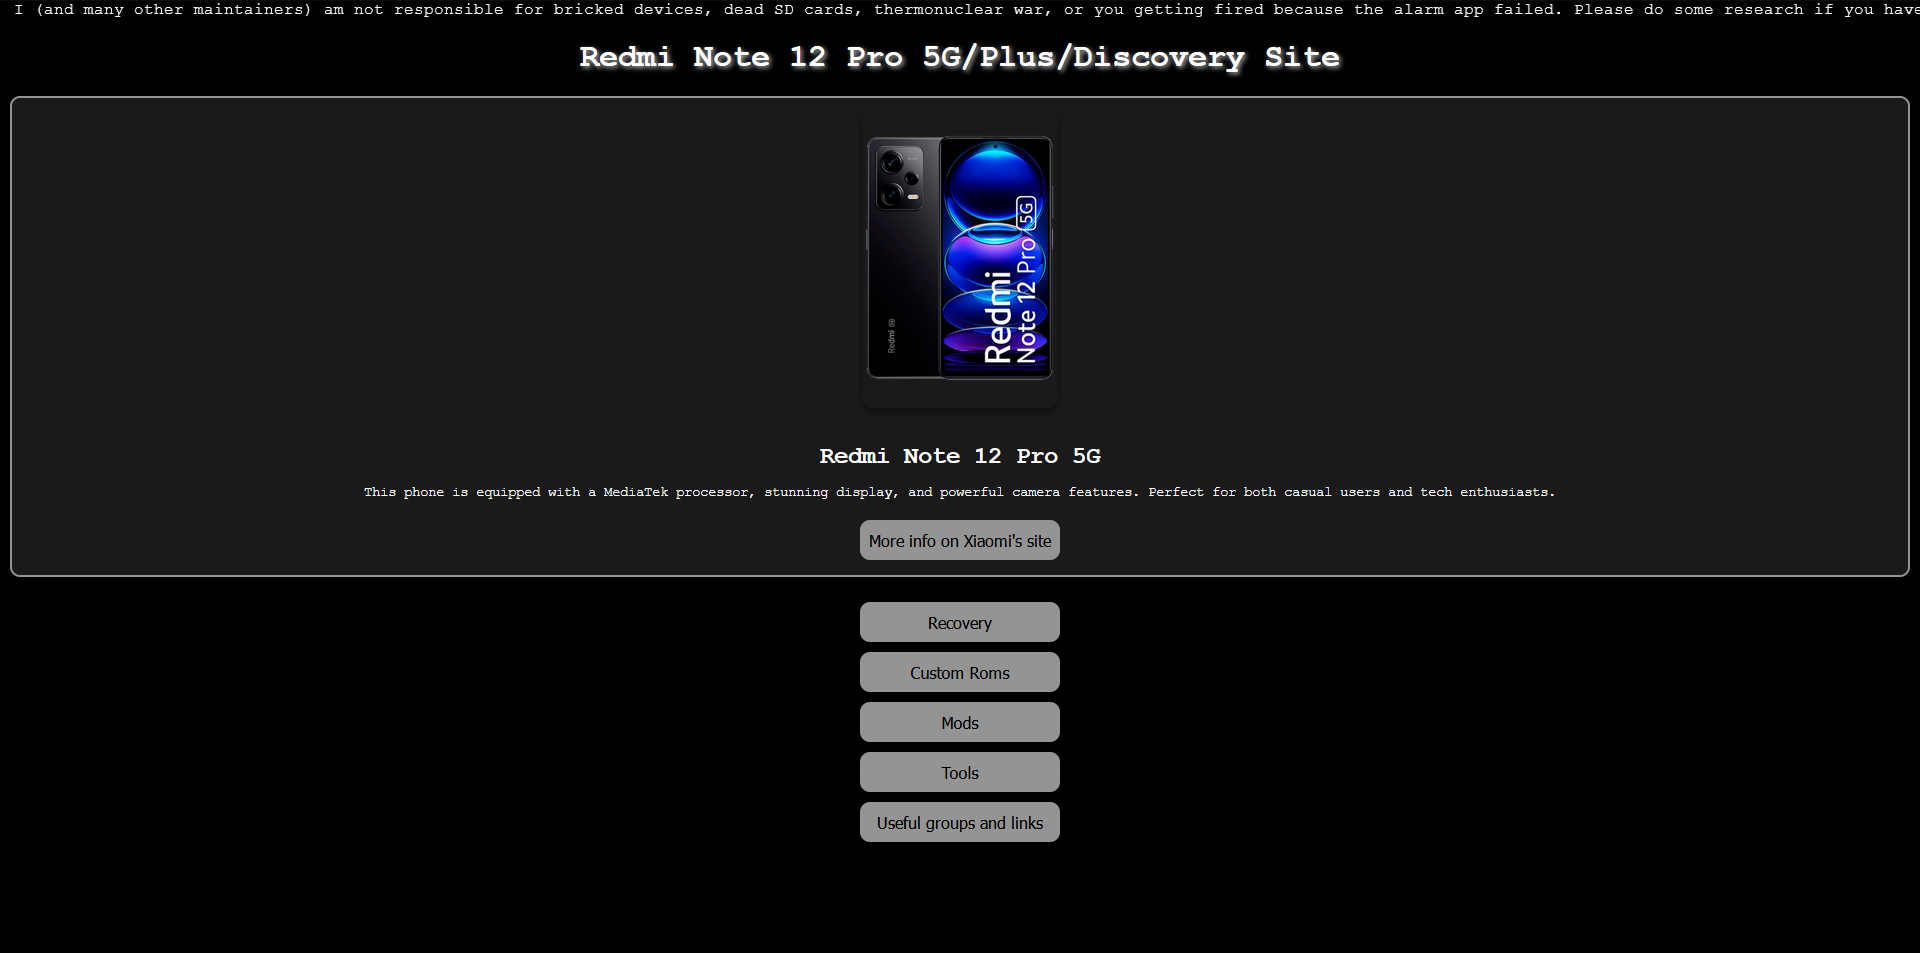 I (and many other maintainers) am not responsible for bricked devices, dead SD cards, thermonuclear war, or you getting fired because the alarm app failed. Please do some research if you have
Redmi Note 12 Pro 5G/Plus/Discovery Site
Redmi
Note 12 Pro 5G
Redmi
Redmi Note 12 Pro 5G
This phone is equipped with a MediaTek processor, stunning display, and powerful camera features. Perfect for both casual users and tech enthusiasts.
More info on Xiaomi's site
Recovery
Custom Roms
Mods
Tools
Useful groups and links